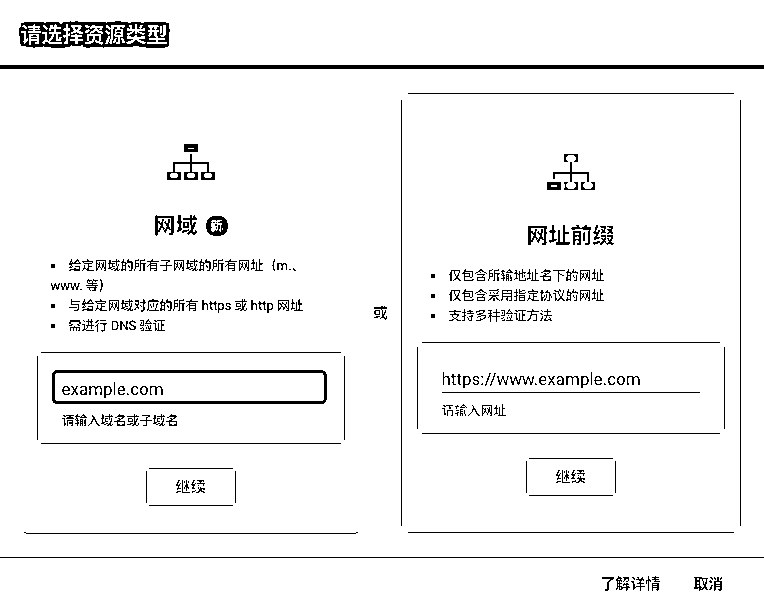 请选择资源类型
网域 新
▪ 给定网域的所有子网域的所有网址（m.、
www. 等）
▪ 与给定网域对应的所有 https 或 http 网址
▪ 需进行 DNS 验证
example.com
请输入域名或子域名
继续
或
网址前缀
▪ 仅包含所输地址名下的网址
▪ 仅包含采用指定协议的网址
▪ 支持多种验证方法
https://www.example.com
请输入网址
继续
了解详情 取消